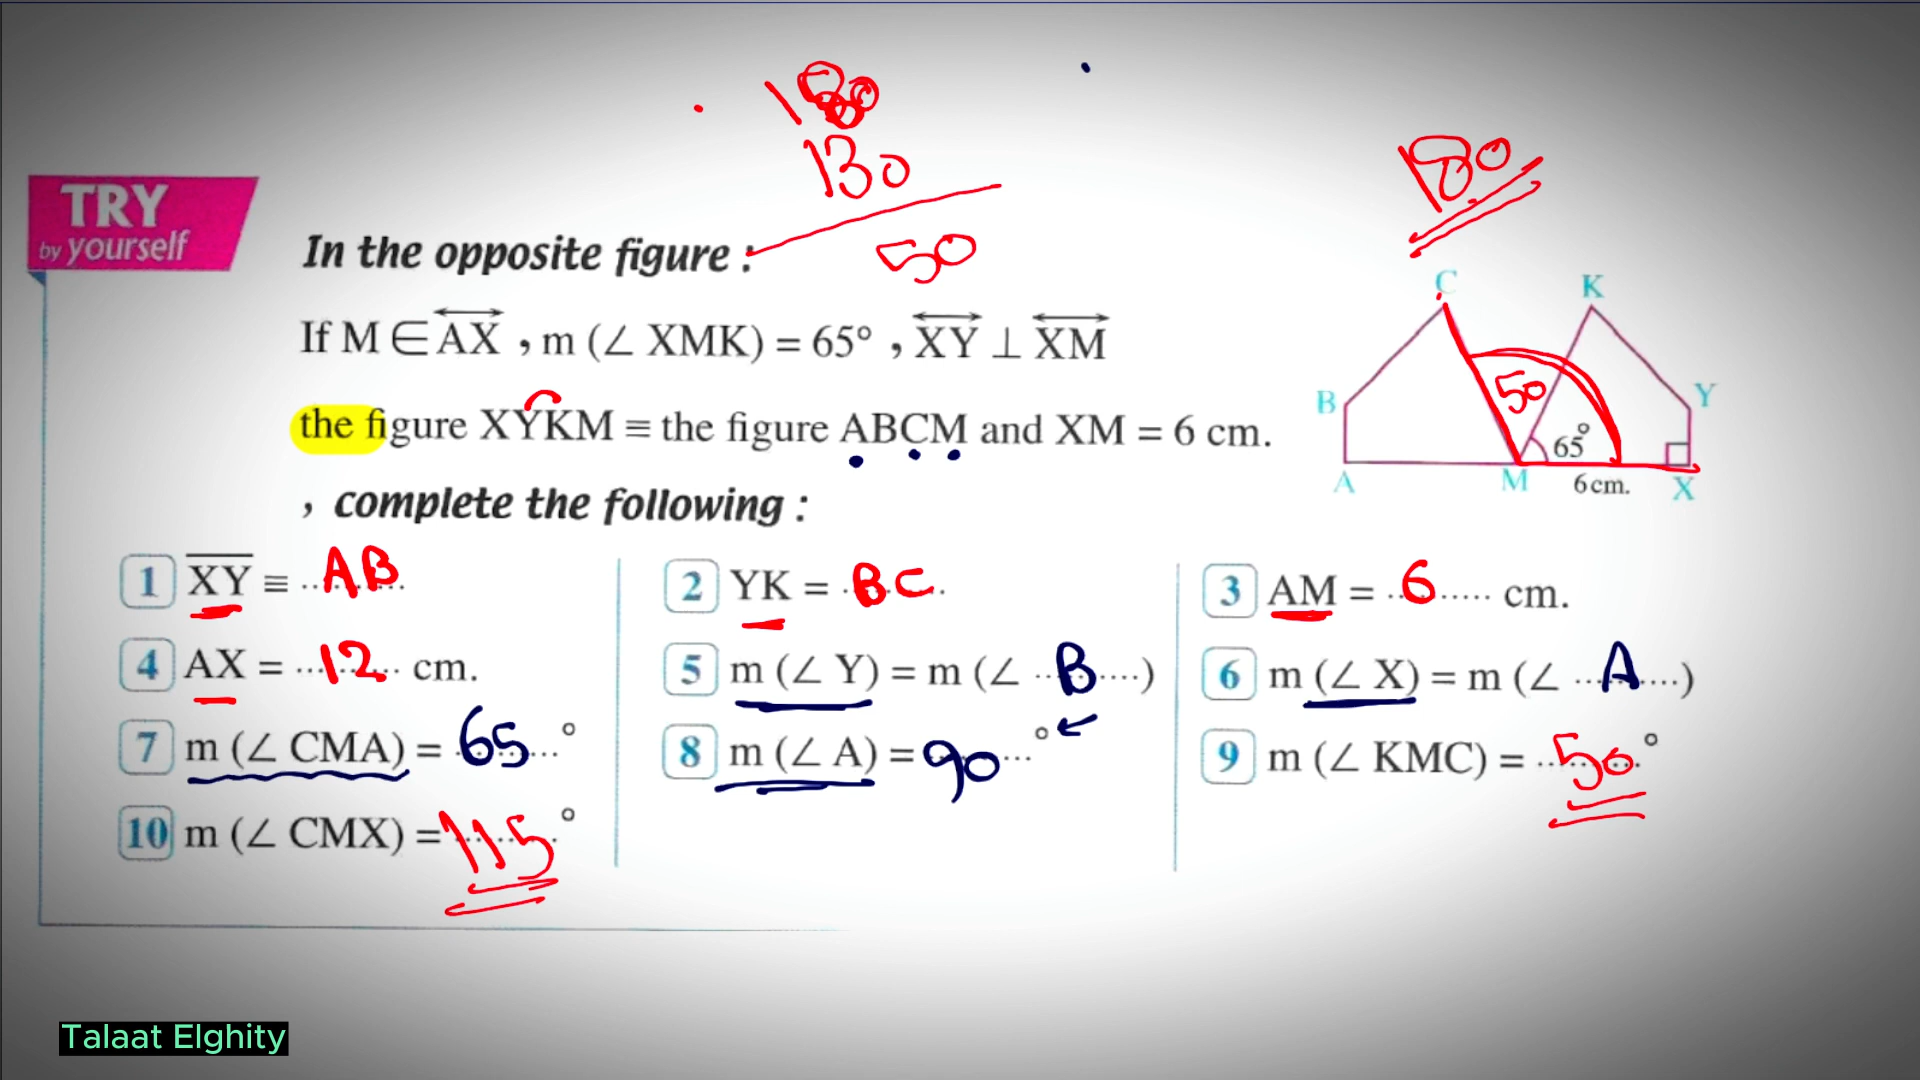 180
130
50
180
TRY
by yourself
In the opposite figure :
If M ∈ AX , m (∠ XMK) = 65° , XY ⊥ XM
the figure XYKM ≡ the figure ABCM and XM = 6 cm.
, complete the following :
C
K
B
Y
50
65°
A
M
6 cm.
X
1 XY ≡ AB
2 YK = BC
3 AM = 6 cm.
4 AX = 12 cm.
5 m (∠ Y) = m (∠ B)
6 m (∠ X) = m (∠ A)
7 m (∠ CMA) = 65°
8 m (∠ A) = 90°
9 m (∠ KMC) = 50°
10 m (∠ CMX) = 115°
Talaat Elghity